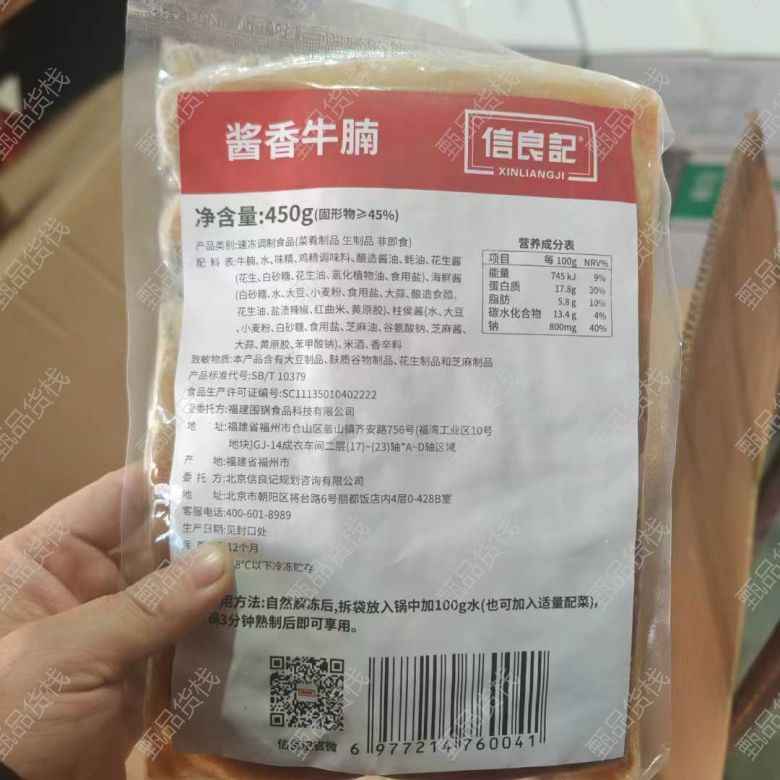 酱香牛腩
信良記®
XINLIANGJI
净含量:450g(固形物≥45%)
产品类别:速冻调制食品(菜肴制品 生制品 非即食)
配 料 表:牛腩、水、味精、鸡精调味料、酿造酱油、蚝油、花生酱
(花生、白砂糖、花生油、氢化植物油、食用盐)、海鲜酱
(白砂糖、水、大豆、小麦粉、食用盐、大蒜、酿造食醋、
花生油、盐渍辣椒、红曲米、黄原胶)、柱侯酱(水、大豆
、小麦粉、白砂糖、食用盐、芝麻油、谷氨酸钠、芝麻酱、
大蒜、黄原胶、苯甲酸钠)、米酒、香辛料
致敏物质:本产品含有大豆制品、麸质谷物制品、花生制品和芝麻制品
产品标准代号:SB/T 10379
食品生产许可证编号:SC11135010402222
受委托方:福建围锅食品科技有限公司
地 址:福建省福州市仓山区盖山镇齐安路756号(福湾工业区10号
地块)GJ-14成衣车间二层(17)~(23)轴*A~D轴区域
产 地:福建省福州市
委 托 方:北京信良记规划咨询有限公司
地 址:北京市朝阳区将台路6号丽都饭店内4层0-428B室
客服电话:400-601-8989
生产日期:见封口处
12个月
8℃以下冷冻贮存
用方法:自然解冻后,拆袋放入锅中加100g水(也可加入适量配菜),
锅3分钟熟制后即可享用。
营养成分表
项目 每 100g NRV%
能量 745 kJ 9%
蛋白质 17.8g 30%
脂肪 5.8 g 10%
碳水化合物 13.4 g 4%
钠 800mg 40%
信良记官微
6 977214 760041
甄品货栈